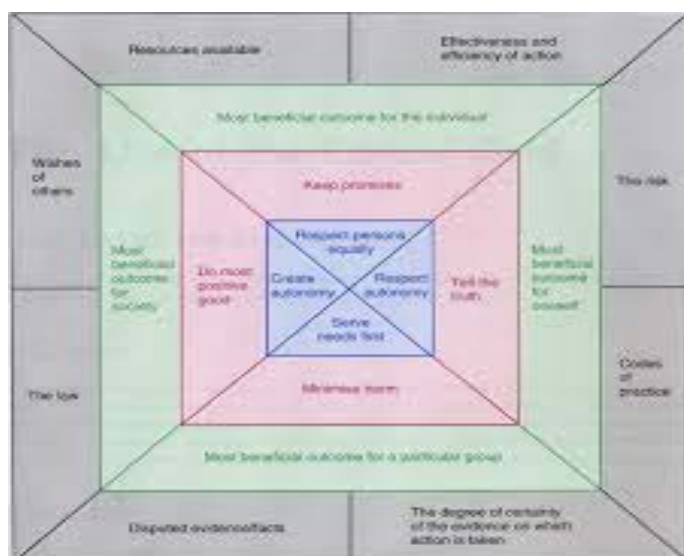 Resources available
Effectiveness and
efficiency of action
Most beneficial outcome for the individual
Wishes
of
others
Keep promises
The risk
Respect persons
equally
Most
beneficial
outcome
for
society
Do most
positive
good
Create
autonomy
Respect
autonomy
Tell the
truth
Most
beneficial
outcome
for
oneself
Serve
needs first
The law
Minimise harm
Codes
of
practice
Most beneficial outcome for a particular group
Disputed evidence/facts
The degree of certainty
of the evidence on which
action is taken